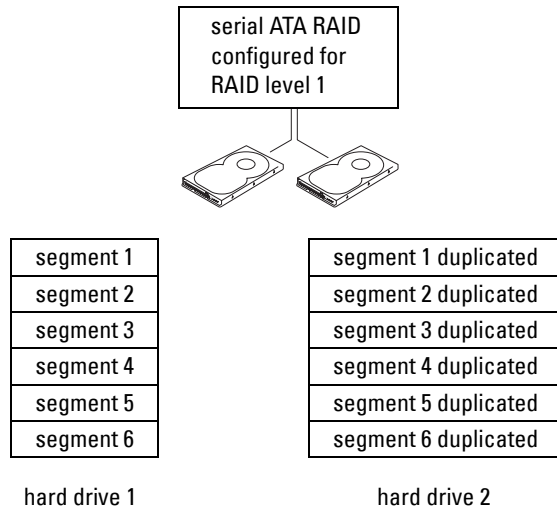 serial ATA RAID
configured for
RAID level 1
segment 1
segment 2
segment 3
segment 4
segment 5
segment 6
hard drive 1
segment 1 duplicated
segment 2 duplicated
segment 3 duplicated
segment 4 duplicated
segment 5 duplicated
segment 6 duplicated
hard drive 2